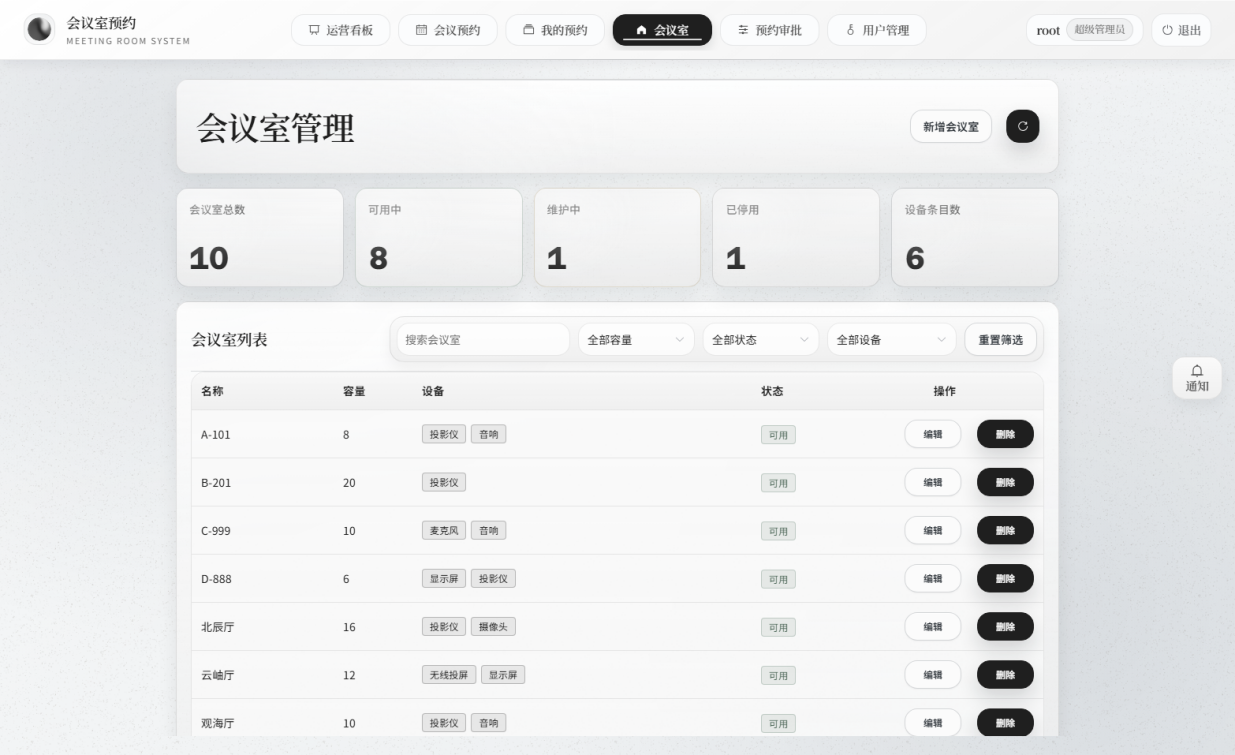 会议室预约
MEETING ROOM SYSTEM
运营看板 会议预约 我的预约 会议室 预约审批 用户管理
root 超级管理员 退出
会议室管理
新增会议室
会议室总数 可用中 维护中 已停用 设备条目数
10 8 1 1 6
会议室列表
搜索会议室 全部容量 全部状态 全部设备 重置筛选
通知
名称 容量 设备 状态 操作
A-101 8 投影仪 音响 可用 编辑 删除
B-201 20 投影仪 可用 编辑 删除
C-999 10 麦克风 音响 可用 编辑 删除
D-888 6 显示屏 投影仪 可用 编辑 删除
北辰厅 16 投影仪 摄像头 可用 编辑 删除
云岫厅 12 无线投屏 显示屏 可用 编辑 删除
观海厅 10 投影仪 音响 可用 编辑 删除